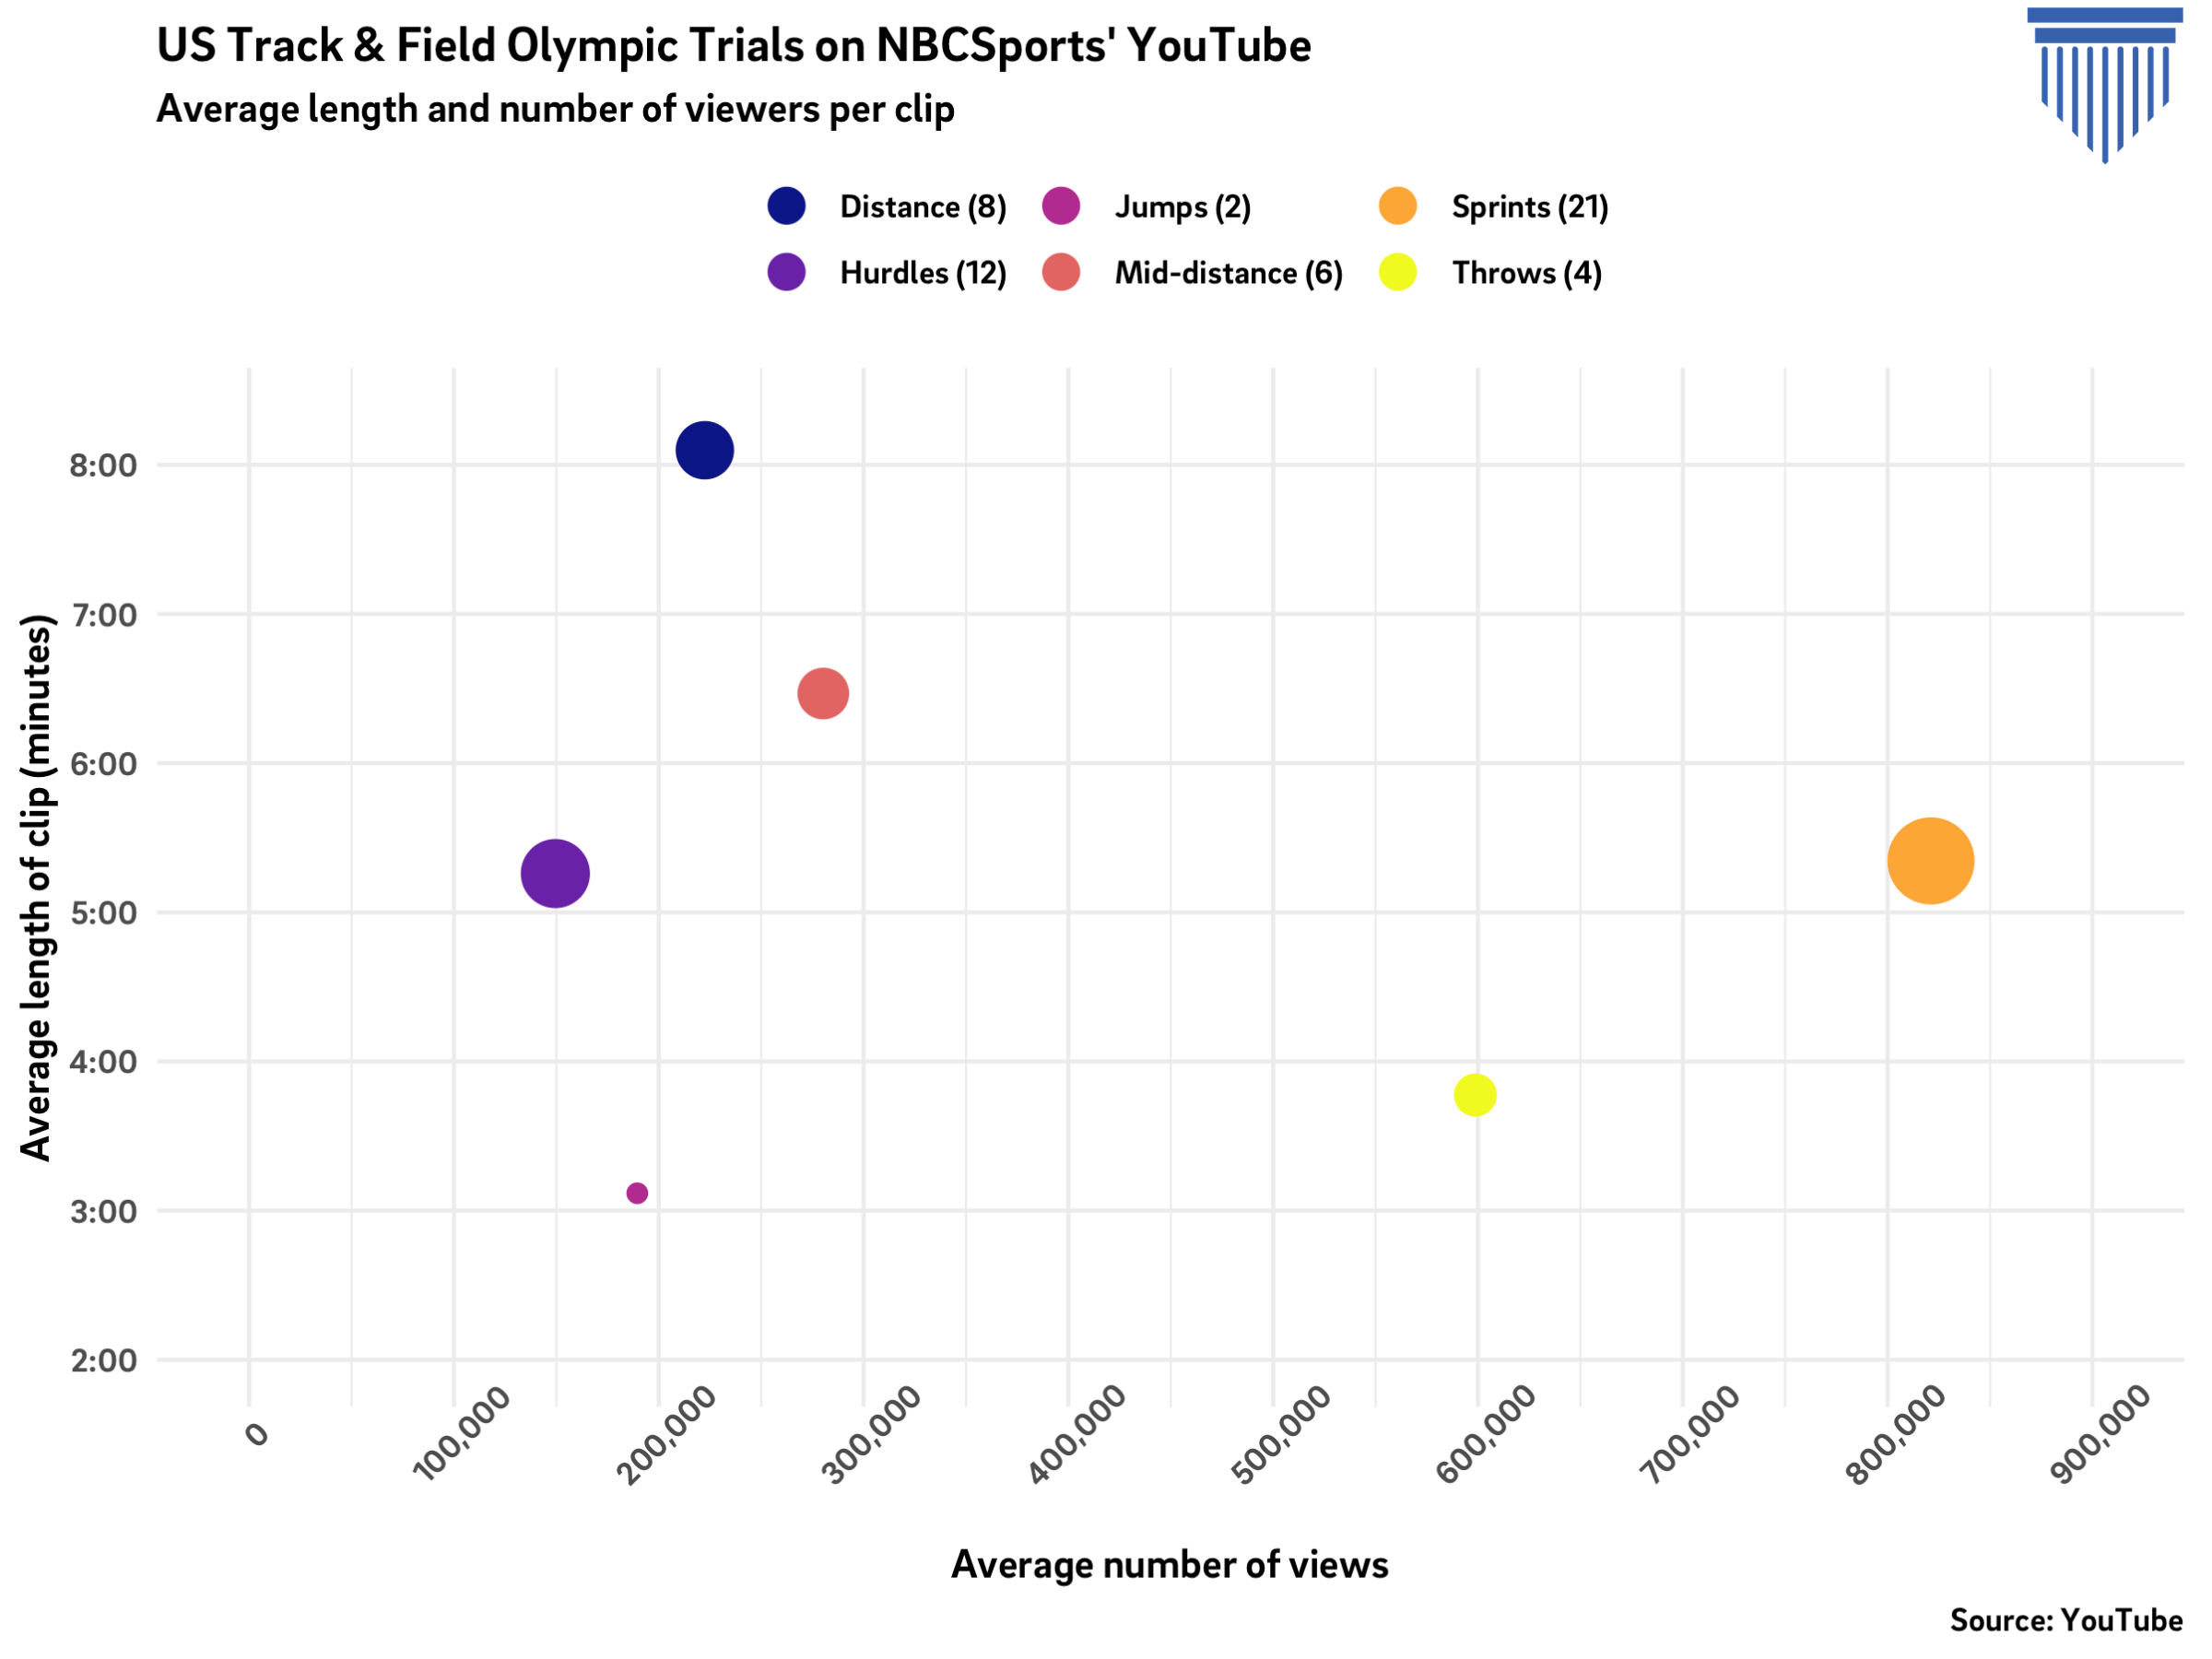 US Track & Field Olympic Trials on NBCSports' YouTube
Average length and number of viewers per clip
Distance (8) Jumps (2) Sprints (21)
Hurdles (12) Mid-distance (6) Throws (4)
Average length of clip (minutes)
8:00
7:00
6:00
5:00
4:00
3:00
2:00
0 100,000 200,000 300,000 400,000 500,000 600,000 700,000 800,000 900,000
Average number of views
Source: YouTube